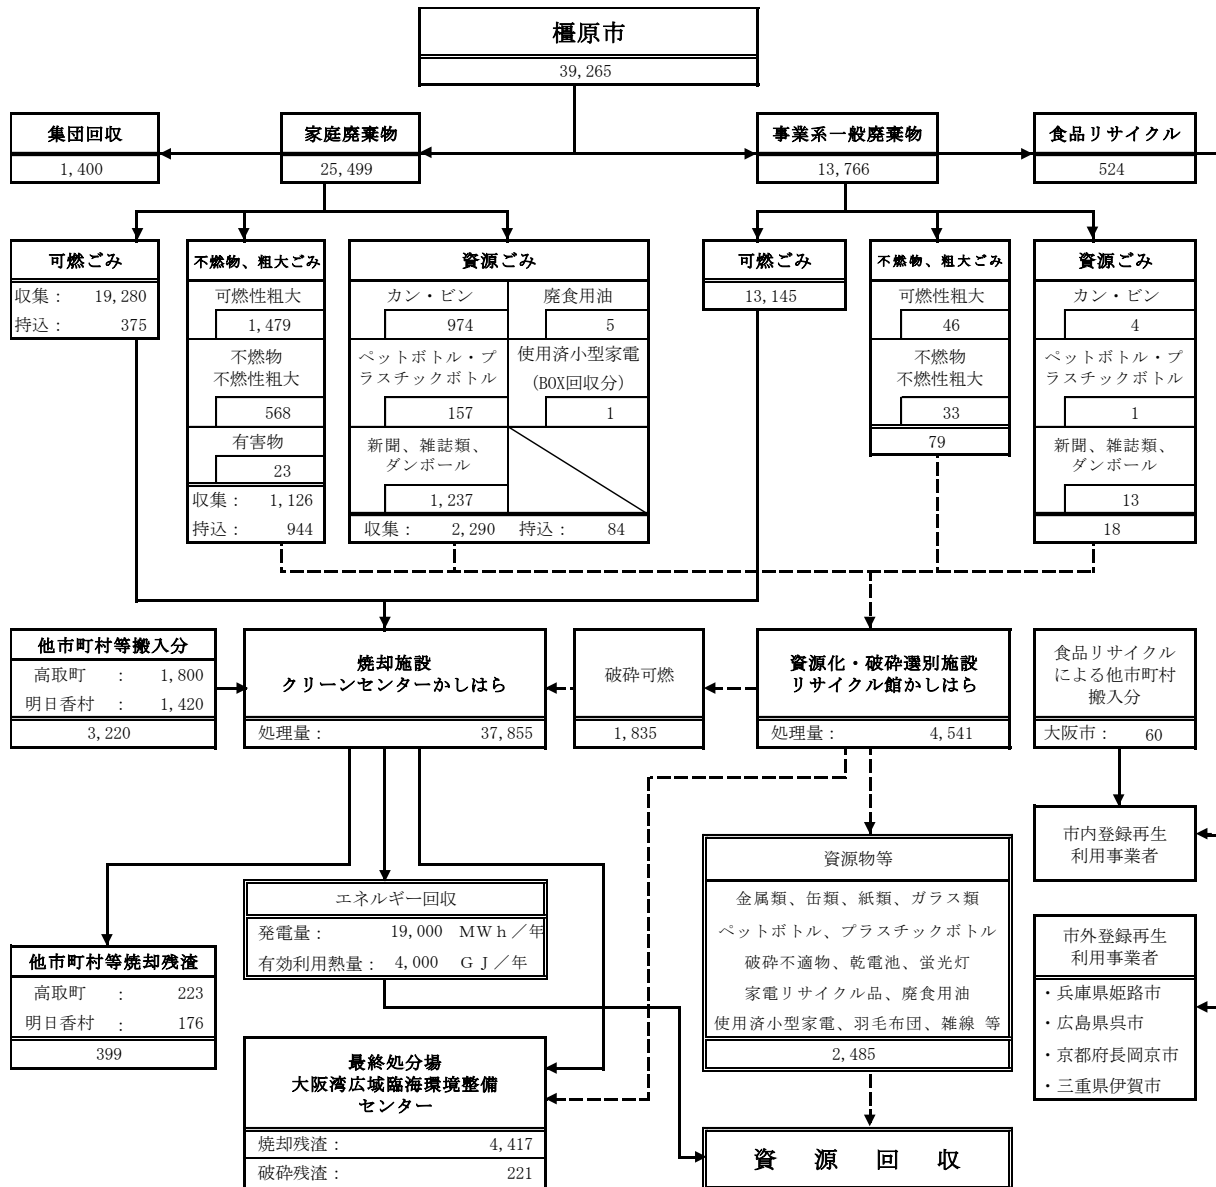 橿原市
39,265
集団回収
1,400
家庭廃棄物
25,499
事業系一般廃棄物
13,766
食品リサイクル
524
可燃ごみ
収集： 19,280
持込： 375
不燃物、粗大ごみ
可燃性粗大
1,479
不燃物
不燃性粗大
568
有害物
23
収集： 1,126
持込： 944
資源ごみ
カン・ビン
974
廃食用油
5
ペットボトル・プ
ラスチックボトル
157
使用済小型家電
(BOX回収分)
1
新聞、雑誌類、
ダンボール
1,237
収集： 2,290 持込： 84
可燃ごみ
13,145
不燃物、粗大ごみ
可燃性粗大
46
不燃物
不燃性粗大
33
79
資源ごみ
カン・ビン
4
ペットボトル・プ
ラスチックボトル
1
新聞、雑誌類、
ダンボール
13
18
他市町村等搬入分
高取町 ： 1,800
明日香村 ： 1,420
3,220
焼却施設
クリーンセンターかしはら
処理量： 37,855
破砕可燃
1,835
資源化・破砕選別施設
リサイクル館かしはら
処理量： 4,541
食品リサイクル
による他市町村
搬入分
大阪市： 60
市内登録再生
利用事業者
資源物等
金属類、缶類、紙類、ガラス類
ペットボトル、プラスチックボトル
破砕不適物、乾電池、蛍光灯
家電リサイクル品、廃食用油
使用済小型家電、羽毛布団、雑線 等
2,485
エネルギー回収
発電量： 19,000 ＭＷｈ／年
有効利用熱量： 4,000 ＧＪ／年
他市町村等焼却残渣
高取町 ： 223
明日香村 ： 176
399
市外登録再生
利用事業者
・兵庫県姫路市
・広島県呉市
・京都府長岡京市
・三重県伊賀市
最終処分場
大阪湾広域臨海環境整備
センター
焼却残渣： 4,417
破砕残渣： 221
資 源 回 収